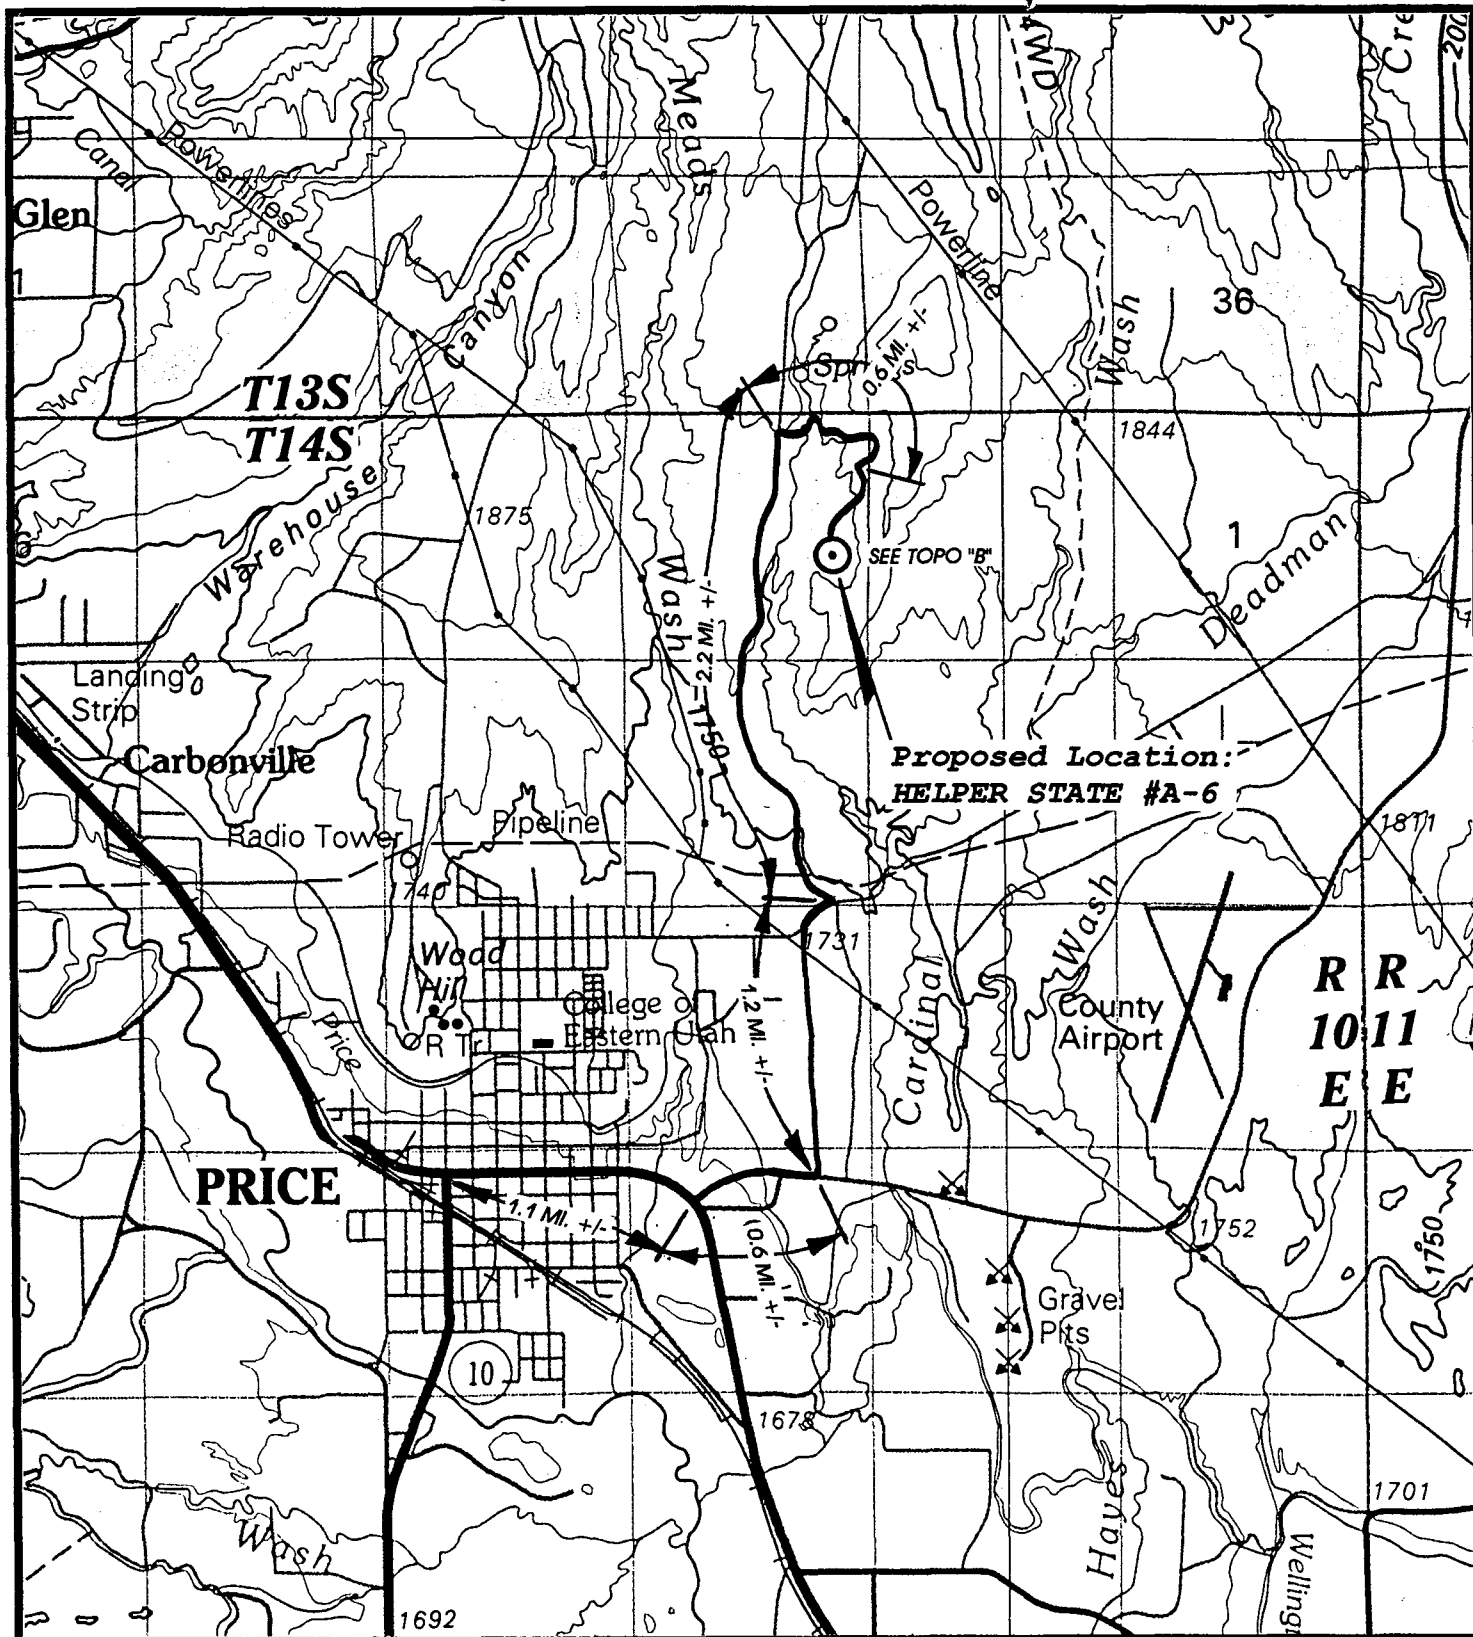 4WD
Cre
200
Meads
Canal
Powerlines
Glen
Powerline
Canyon
36
Wash
Spr
0.6 MI. +/-
T13S
T14S
1844
Warehouse
1875
1
SEE TOPO "B"
Deadman
Wash
2.2 MI. +/-
Landing
Strip
1750
Carbonville
Proposed Location:
HELPER STATE #A-6
1811
Radio Tower
Pipeline
1740
Wash
1731
Wood
Hill
R R
10 11
E E
College of
Eastern Utah
1.2 MI. +/-
Cardinal
County
Airport
Price
R Tr
PRICE
1.1 MI. +/-
0.6 MI. +/-
1752
1750
Gravel
Pits
10
1678
1701
Hayes
Wash
Welling
1692